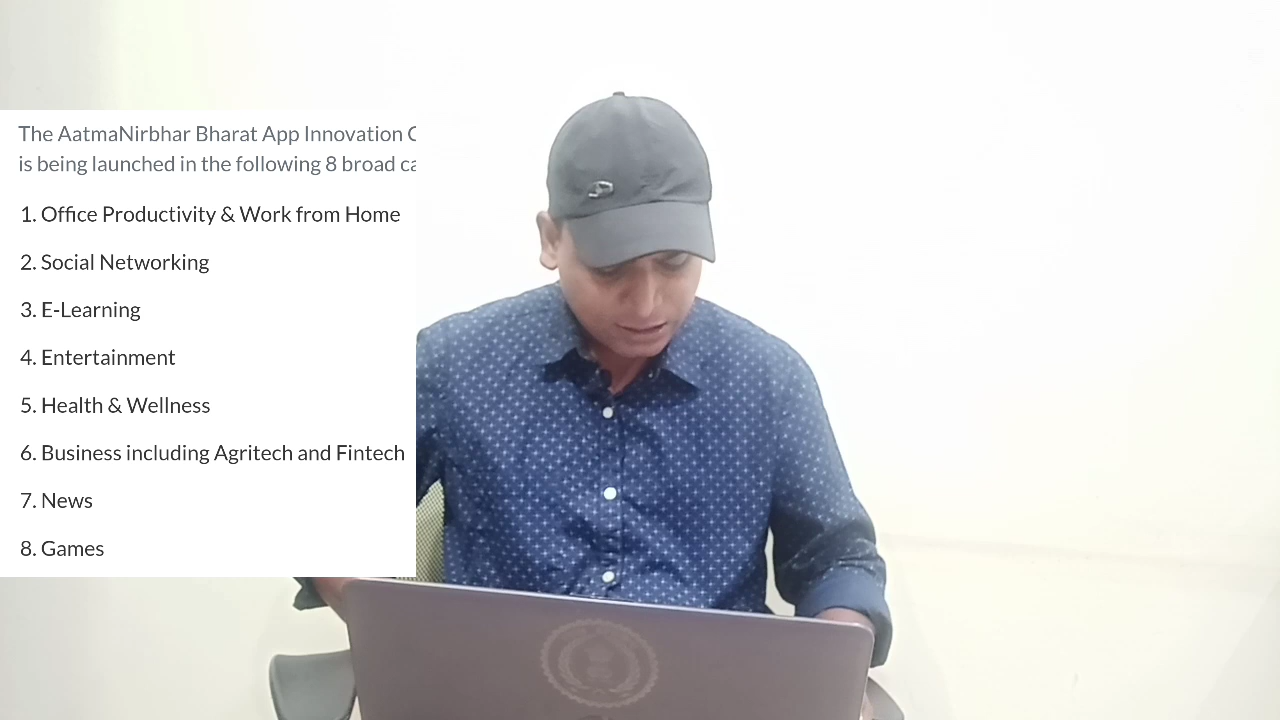 The AatmaNirbhar Bharat App Innovation
is being launched in the following 8 broad
1. Office Productivity & Work from Home
2. Social Networking
3. E-Learning
4. Entertainment
5. Health & Wellness
6. Business including Agritech and Fintech
7. News
8. Games